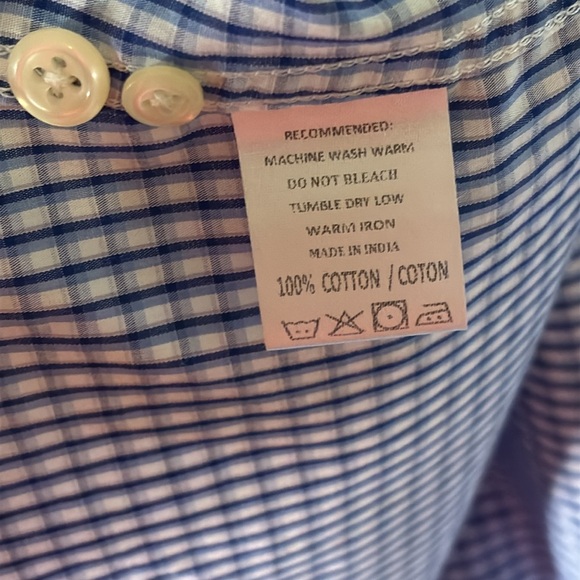 RECOMMENDED:
MACHINE WASH WARM
DO NOT BLEACH
TUMBLE DRY LOW
WARM IRON
MADE IN INDIA
100% COTTON / COTON